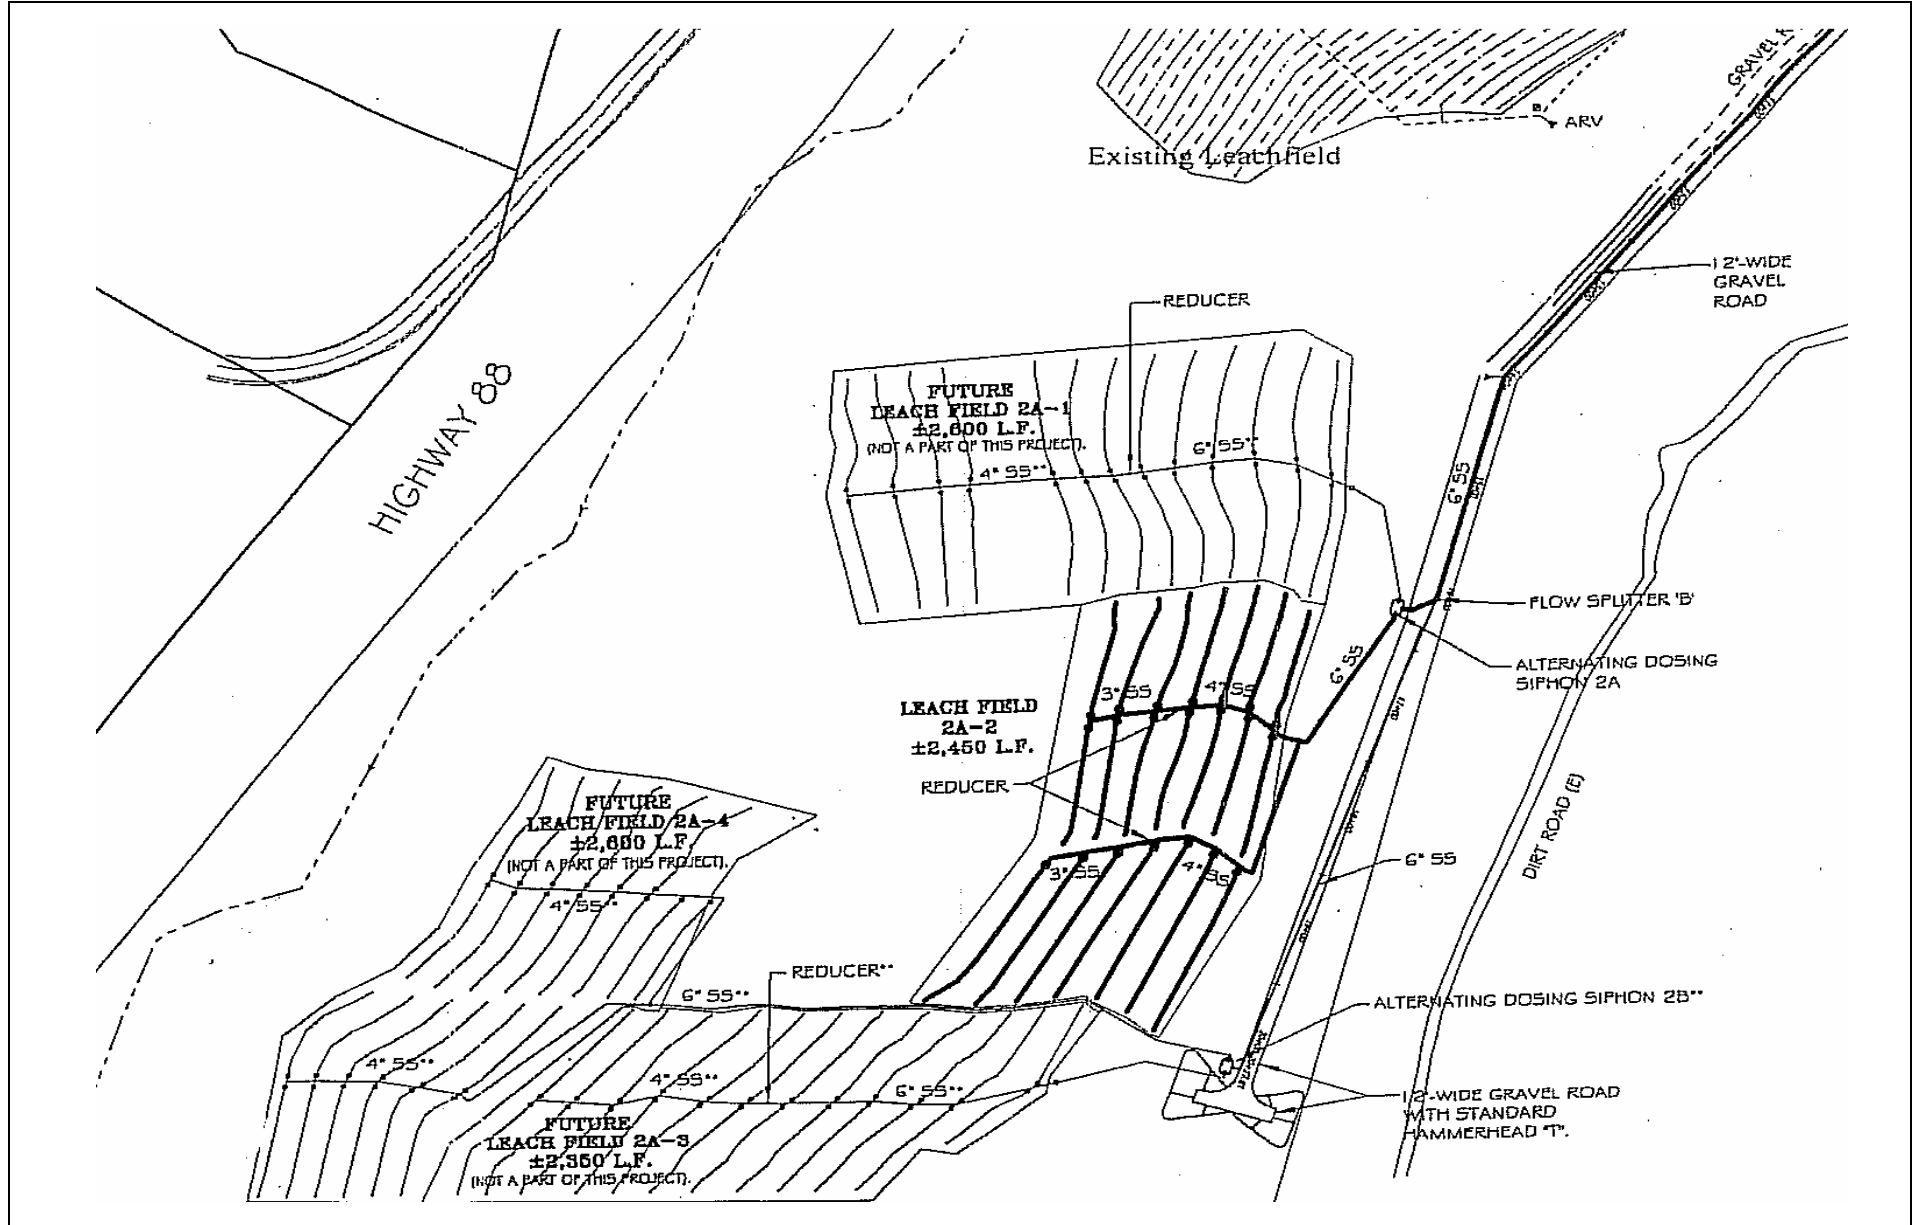 GRAVEL
ARV
Existing Leachfield
12'-WIDE
GRAVEL
ROAD
REDUCER
HIGHWAY 88
FUTURE
LEACH FIELD 2A-1
±2,600 L.F.
(NOT A PART OF THIS PROJECT).
6" SS**
4" SS**
6" SS
FLOW SPLITTER 'B'
ALTERNATING DOSING
SIPHON 2A
6" SS
3" SS
4" SS
LEACH FIELD
2A-2
±2,450 L.F.
REDUCER
DIRT ROAD (E)
FUTURE
LEACH FIELD 2A-4
±2,600 L.F.
(NOT A PART OF THIS PROJECT).
6" SS
3" SS
4" SS
4" SS**
REDUCER**
6" SS**
ALTERNATING DOSING SIPHON 2B**
4" SS**
4" SS**
6" SS**
12'-WIDE GRAVEL ROAD
WITH STANDARD
HAMMERHEAD "T".
FUTURE
LEACH FIELD 2A-3
±2,350 L.F.
(NOT A PART OF THIS PROJECT).